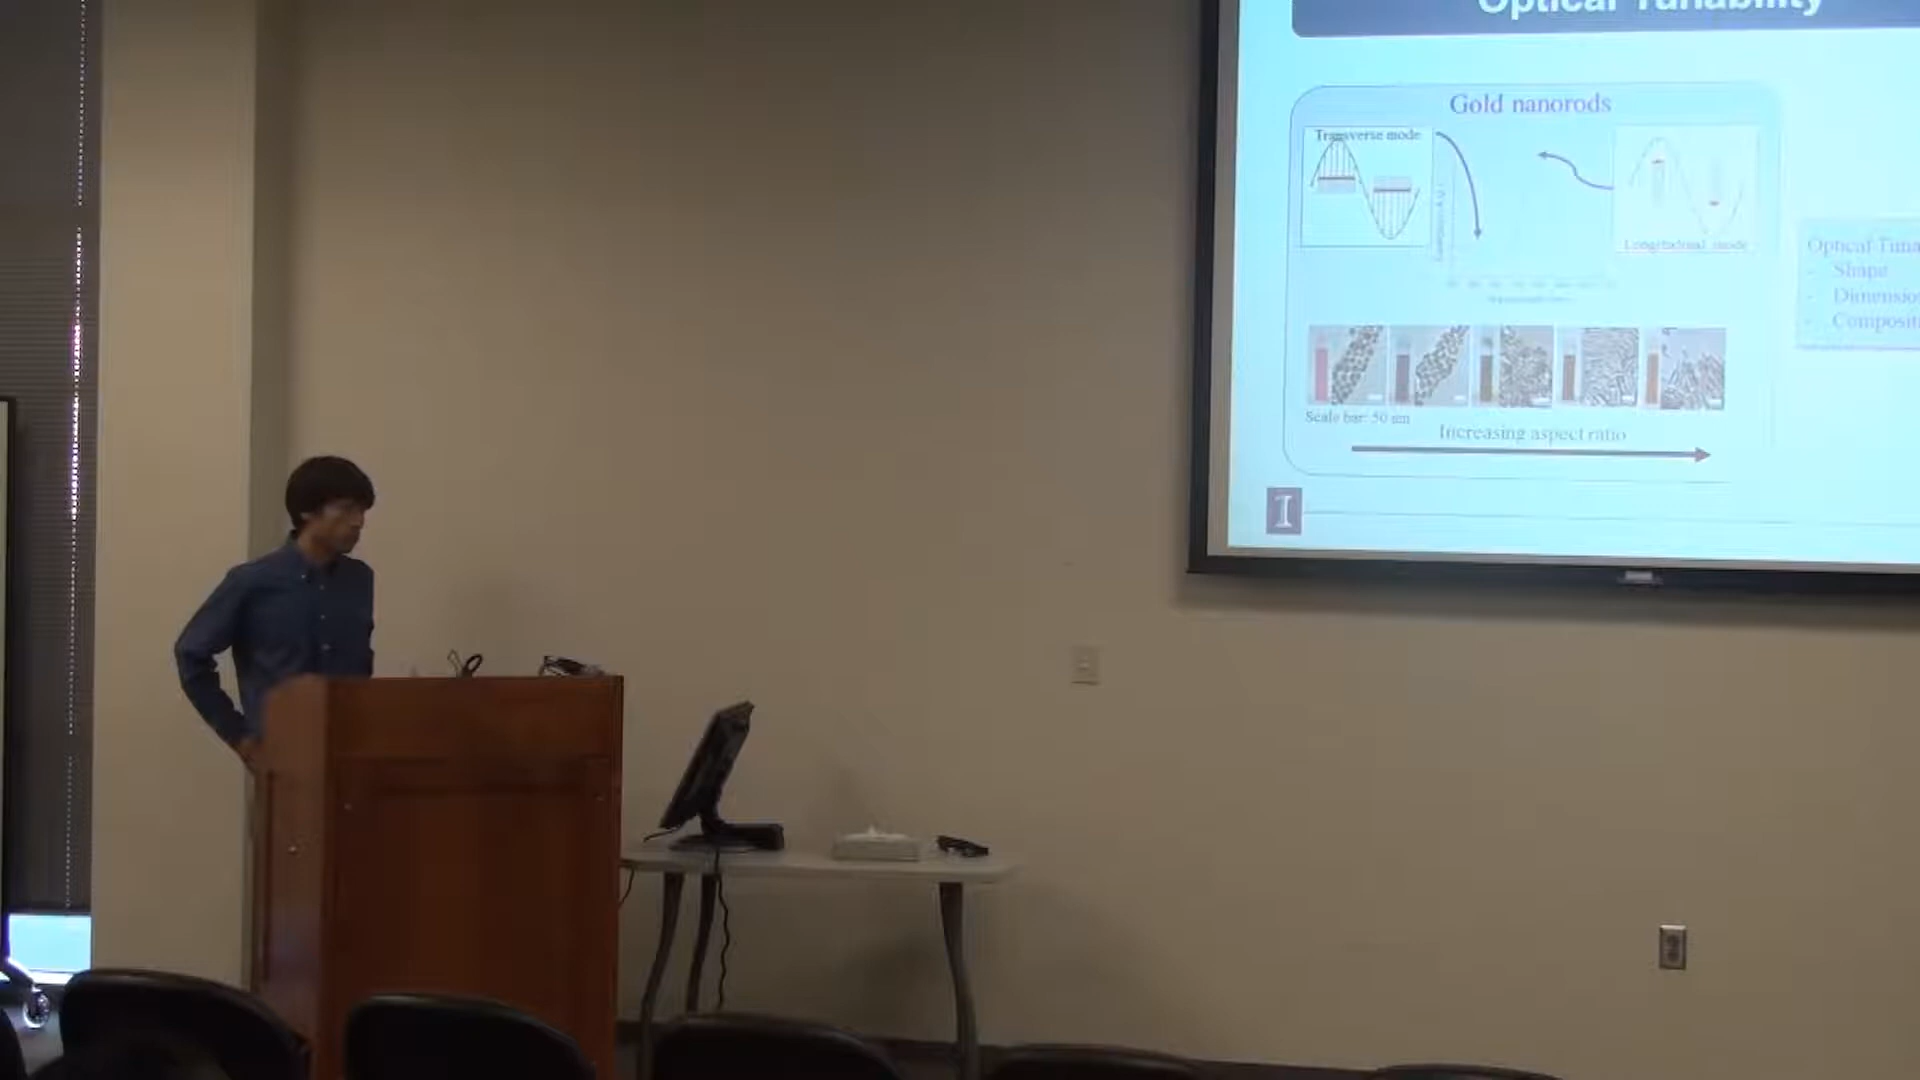 Optical Tunability
Gold nanorods
Transverse mode
Longitudinal mode
Optical Tuna
- Shape
- Dimensio
- Composit
Scale bar: 50 nm
Increasing aspect ratio
I